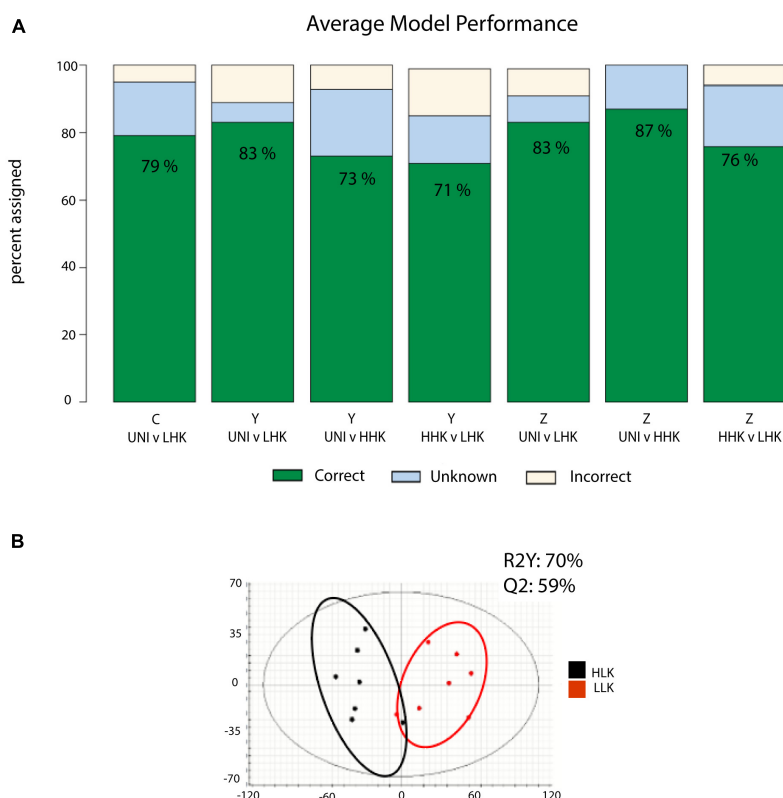 A
Average Model Performance
percent assigned
100
80
60
40
20
0
79 %
83 %
73 %
71 %
83 %
87 %
76 %
C
UNI v LHK
Y
UNI v LHK
Y
UNI v HHK
Y
HHK v LHK
Z
UNI v LHK
Z
UNI v HHK
Z
HHK v LHK
Correct
Unknown
Incorrect
B
R2Y: 70%
Q2: 59%
70
35
0
-35
-70
-120
-60
0
60
120
HLK
LLK